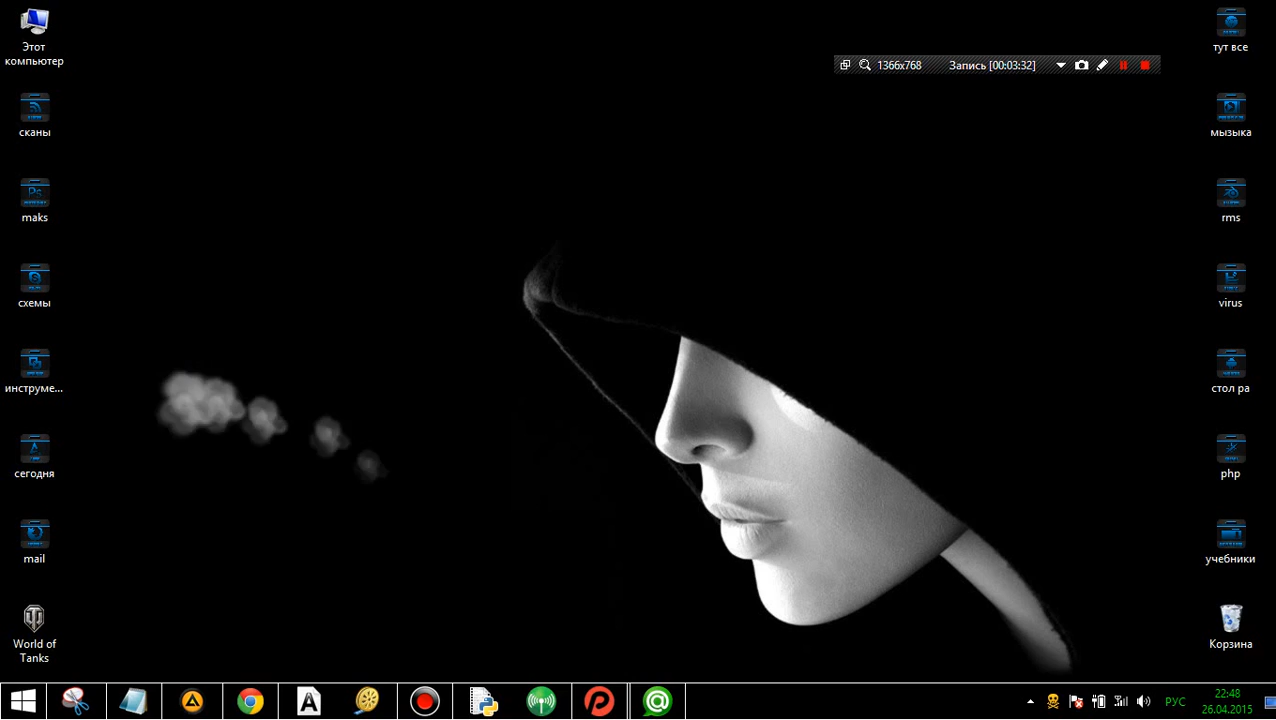 Этот
компьютер
тут все
1366x768 Запись [00:03:32]
сканы
мызыка
maks
rms
схемы
virus
инструме...
стол ра
сегодня
php
mail
учебники
World of
Tanks
Корзина
РУС
22:48
26.04.2015